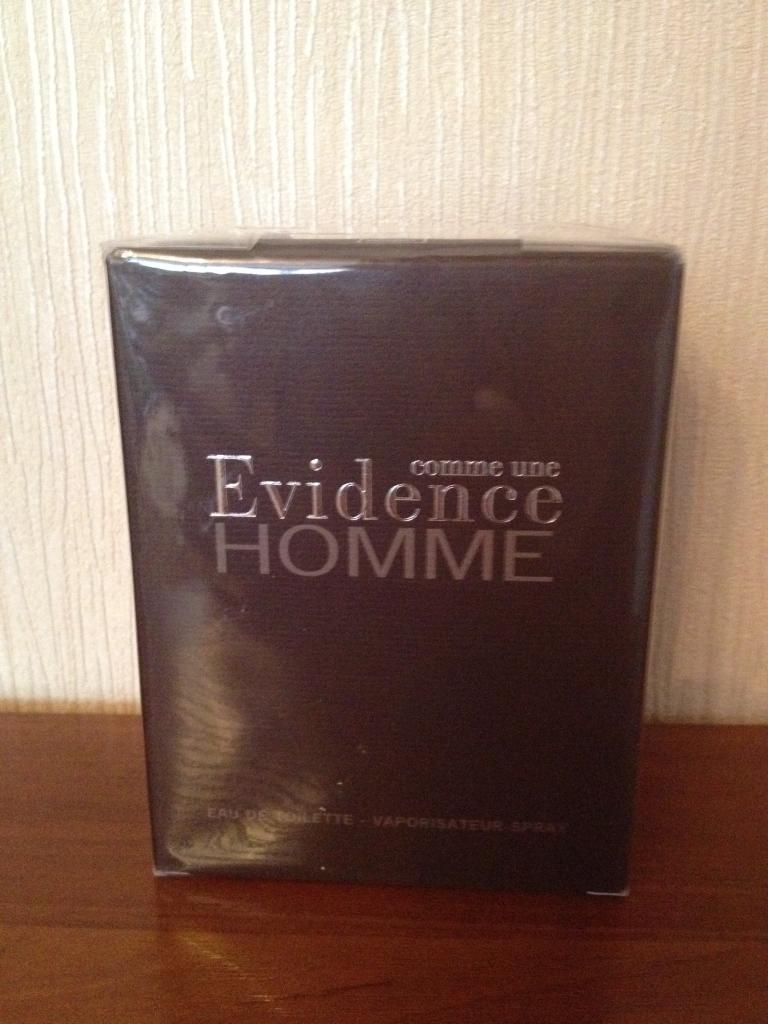 comme une
Evidence
HOMME
EAU DE TOILETTE - VAPORISATEUR SPRAY